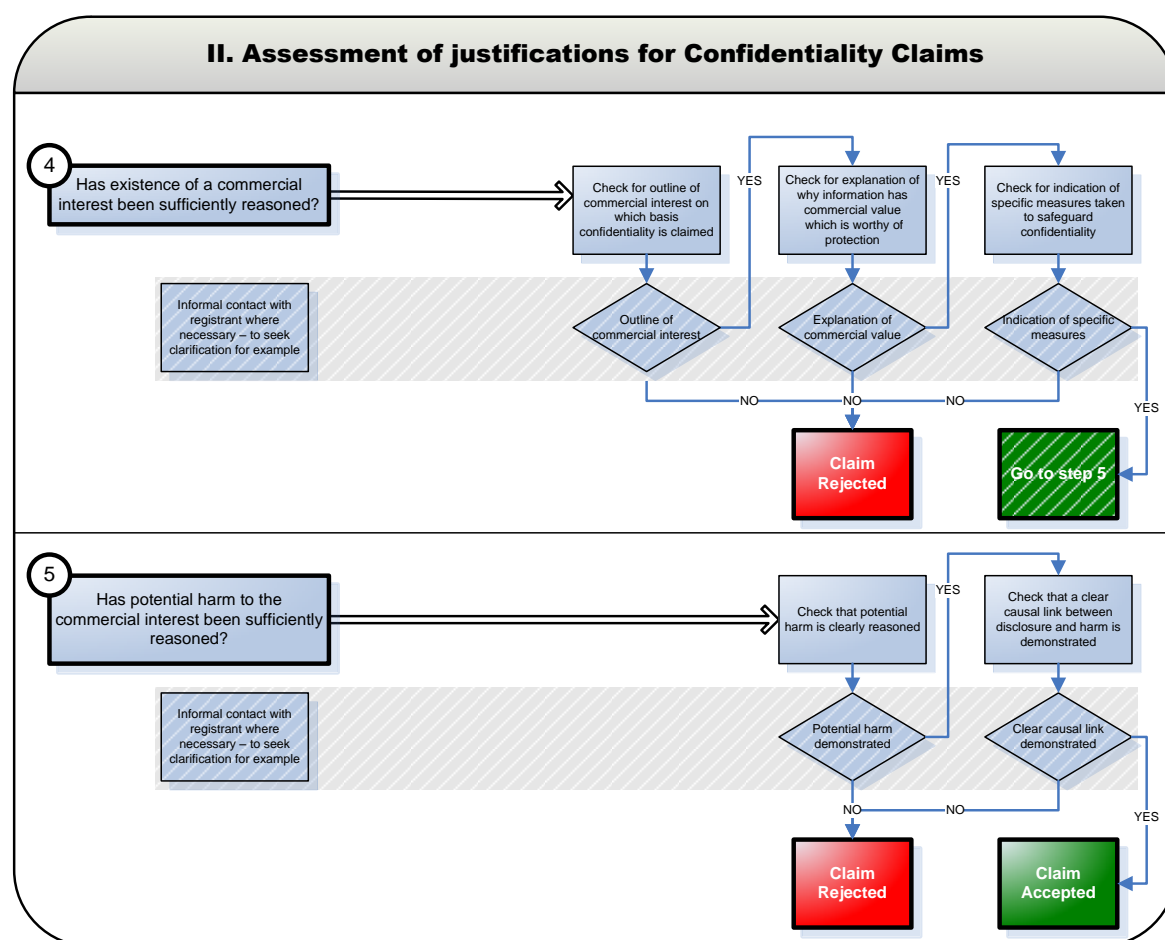 II. Assessment of justifications for Confidentiality Claims
4
Has existence of a commercial
interest been sufficiently reasoned?
Check for outline of
commercial interest on
which basis
confidentiality is claimed
YES
Check for explanation of
why information has
commercial value
which is worthy of
protection
YES
Check for indication of
specific measures taken
to safeguard
confidentiality
Informal contact with
registrant where
necessary – to seek
clarification for example
Outline of
commercial interest
Explanation of
commercial value
Indication of specific
measures
NO
NO
NO
YES
Claim
Rejected
Go to step 5
5
Has potential harm to the
commercial interest been sufficiently
reasoned?
Check that potential
harm is clearly reasoned
YES
Check that a clear
causal link between
disclosure and harm is
demonstrated
Informal contact with
registrant where
necessary – to seek
clarification for example
Potential harm
demonstrated
Clear causal link
demonstrated
NO
NO
YES
Claim
Rejected
Claim
Accepted